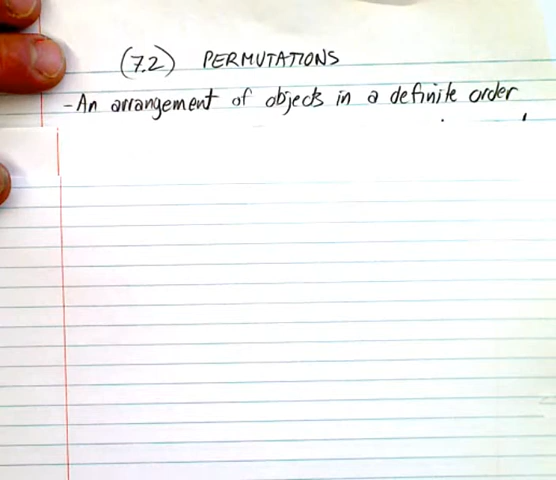 (7.2) PERMUTATIONS
- An arrangement of objects in a definite order